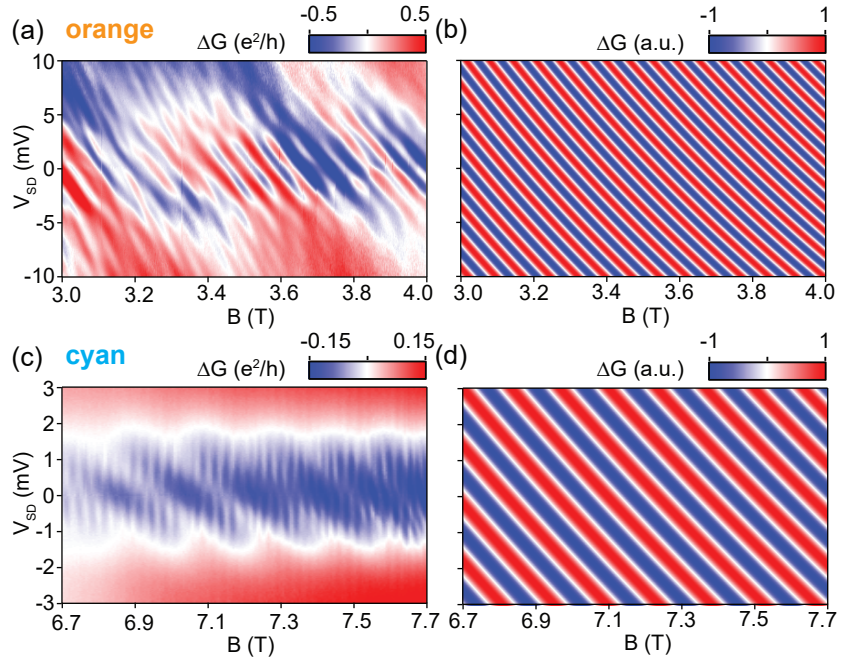 (a) orange
-0.5 0.5
ΔG (e²/h)
10
5
0
-5
-10
V_SD (mV)
3.0 3.2 3.4 3.6 3.8 4.0
B (T)
(b)
-1 1
ΔG (a.u.)
3.0 3.2 3.4 3.6 3.8 4.0
B (T)
(c) cyan
-0.15 0.15
ΔG (e²/h)
3
2
1
0
-1
-2
-3
V_SD (mV)
6.7 6.9 7.1 7.3 7.5 7.7
B (T)
(d)
-1 1
ΔG (a.u.)
6.7 6.9 7.1 7.3 7.5 7.7
B (T)